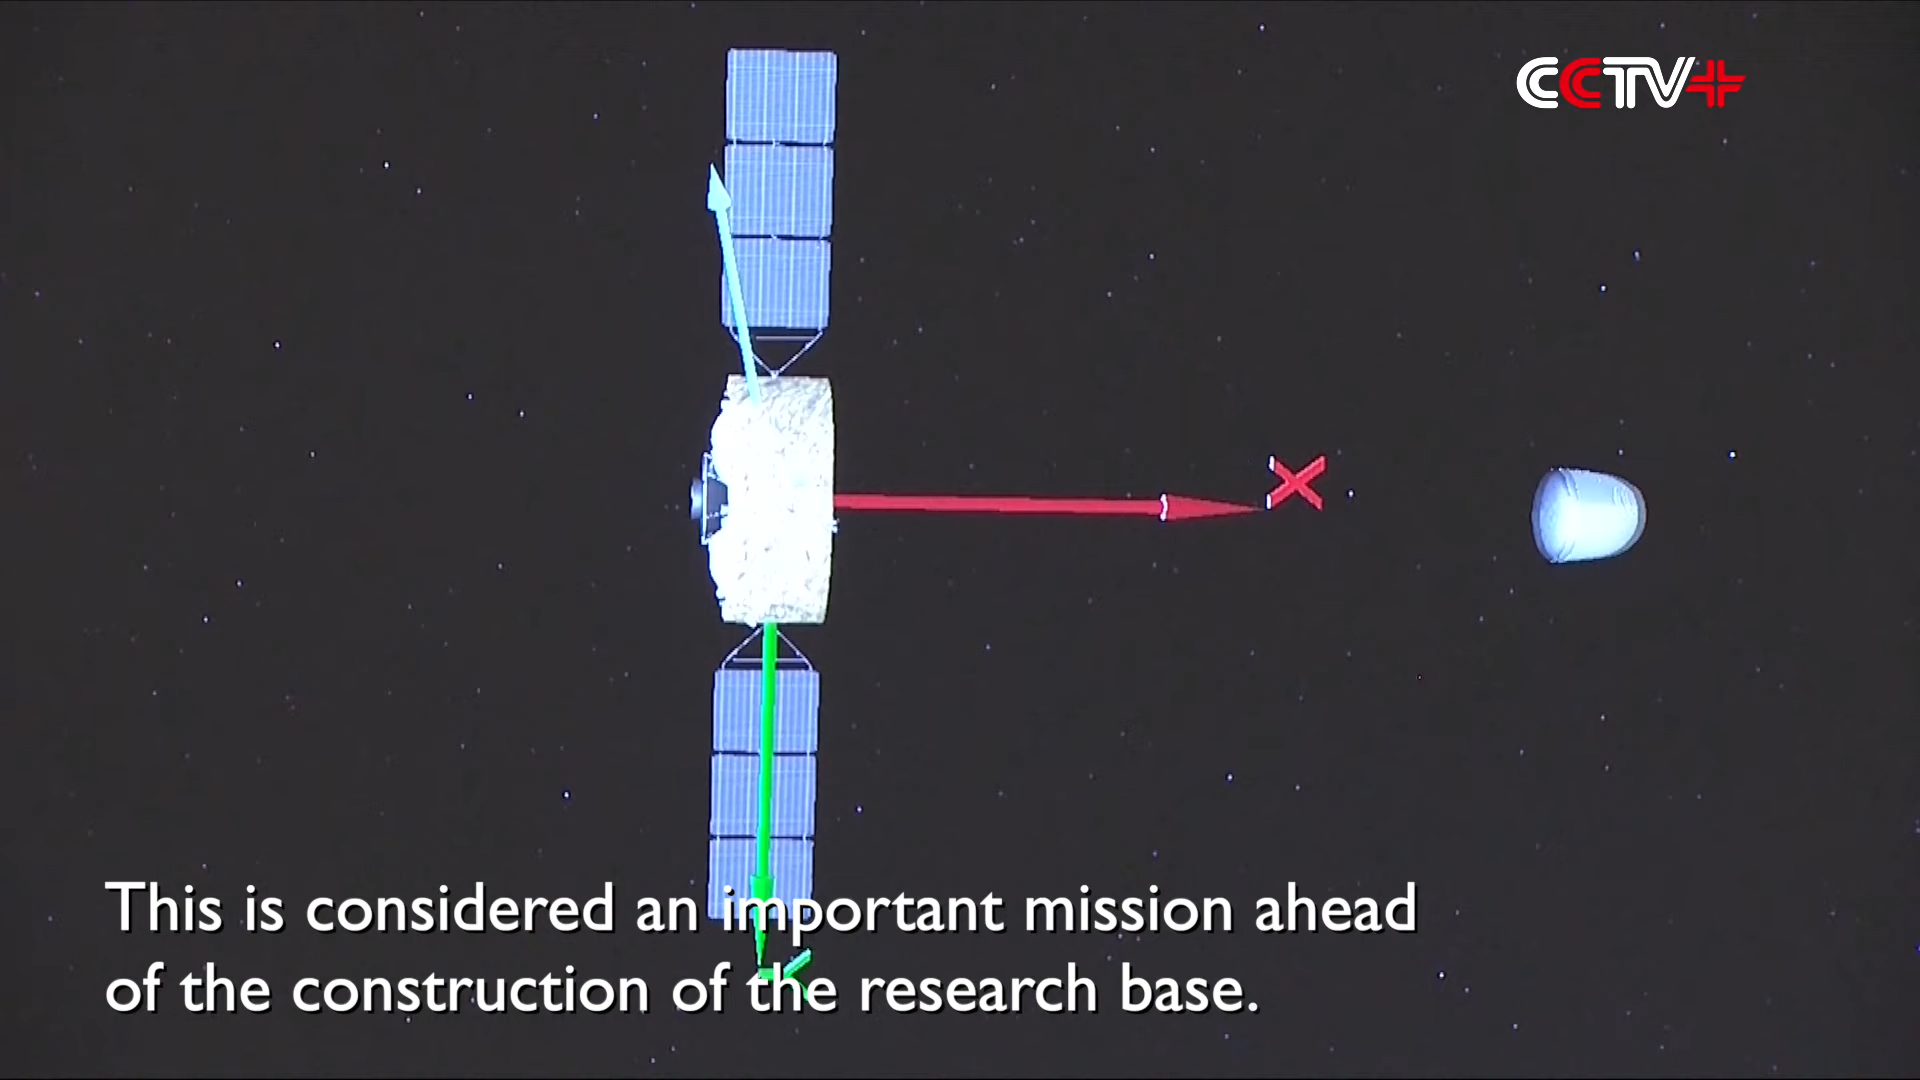 CCTV+
X
This is considered an important mission ahead
of the construction of the research base.